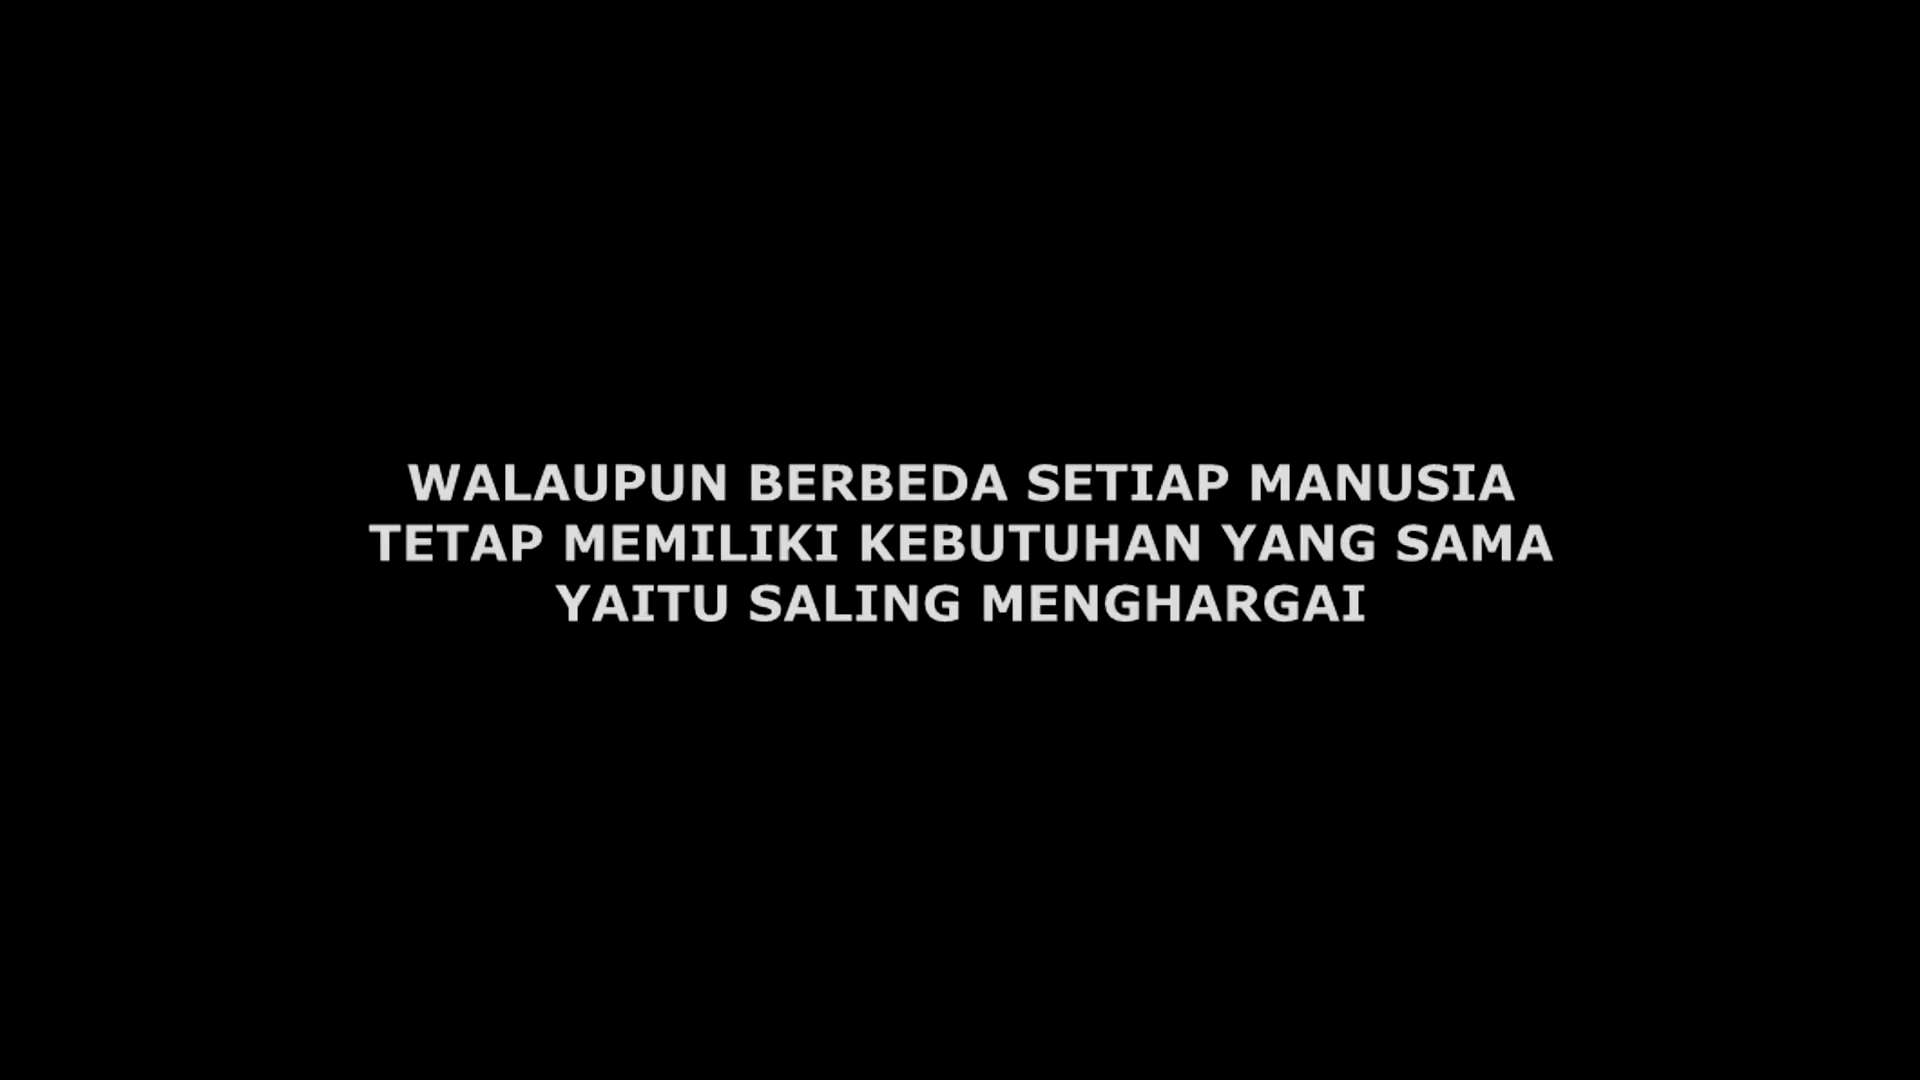 WALAUPUN BERBEDA SETIAP MANUSIA
TETAP MEMILIKI KEBUTUHAN YANG SAMA
YAITU SALING MENGHARGAI